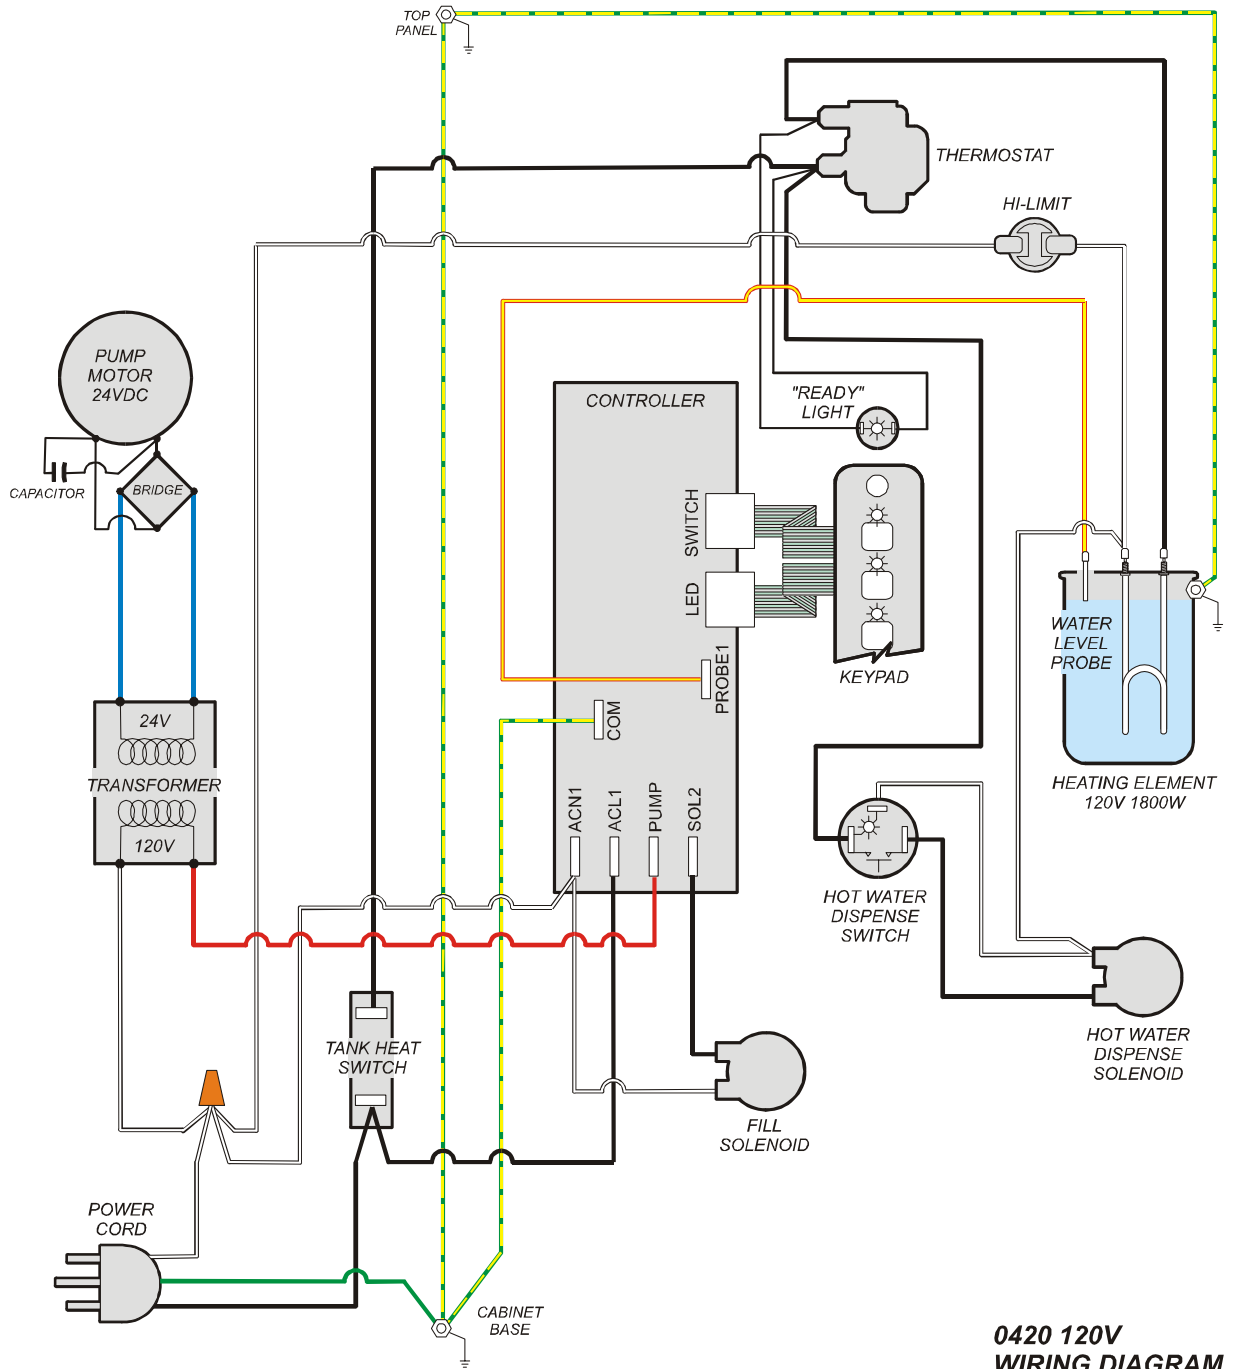 TOP
PANEL
THERMOSTAT
HI-LIMIT
PUMP
MOTOR
24VDC
CAPACITOR
BRIDGE
CONTROLLER
"READY"
LIGHT
SWITCH
LED
PROBE1
COM
KEYPAD
WATER
LEVEL
PROBE
24V
TRANSFORMER
120V
ACN1
ACL1
PUMP
SOL2
HEATING ELEMENT
120V 1800W
HOT WATER
DISPENSE
SWITCH
TANK HEAT
SWITCH
HOT WATER
DISPENSE
SOLENOID
FILL
SOLENOID
POWER
CORD
CABINET
BASE
0420 120V
WIRING DIAGRAM